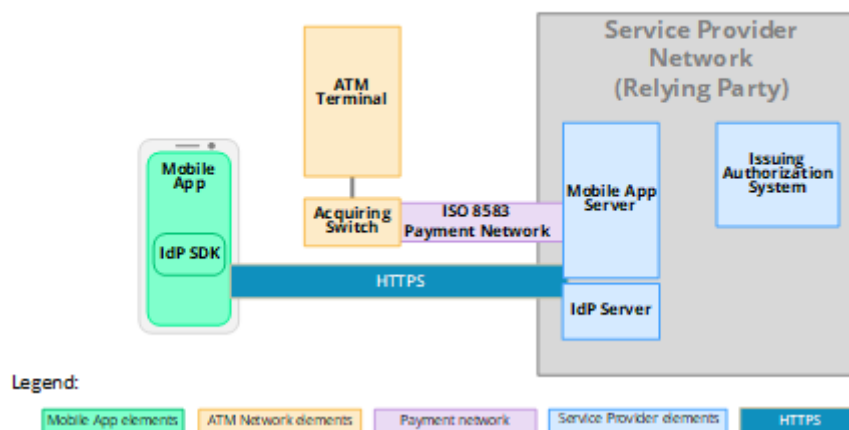 Service Provider
Network
(Relying Party)
ATM
Terminal
Mobile
App
IdP SDK
Acquiring
Switch
ISO 8583
Payment Network
Mobile App
Server
Issuing
Authorization
System
HTTPS
IdP Server
Legend:
Mobile App elements
ATM Network elements
Payment network
Service Provider elements
HTTPS